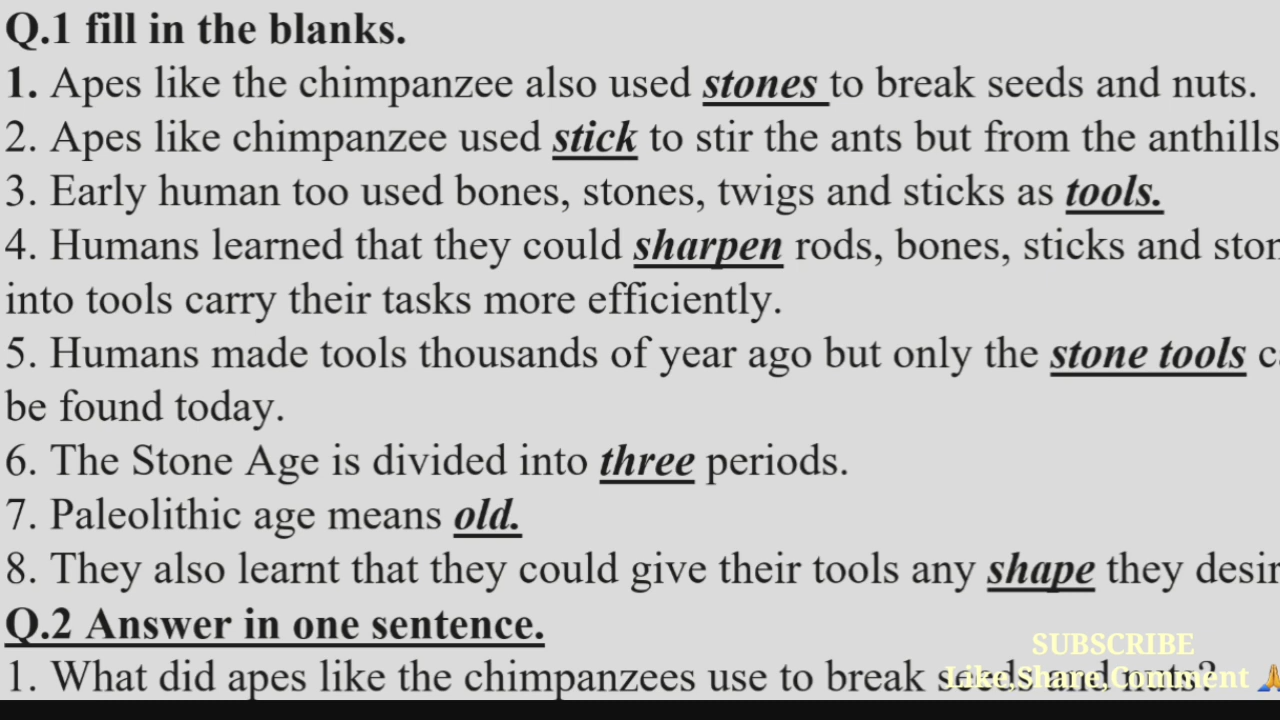 Q.1 fill in the blanks.
1. Apes like the chimpanzee also used stones to break seeds and nuts.
2. Apes like chimpanzee used stick to stir the ants but from the anthills
3. Early human too used bones, stones, twigs and sticks as tools.
4. Humans learned that they could sharpen rods, bones, sticks and
into tools carry their tasks more efficiently.
5. Humans made tools thousands of year ago but only the stone tools
be found today.
6. The Stone Age is divided into three periods.
7. Paleolithic age means old.
8. They also learnt that they could give their tools any shape they
Q.2 Answer in one sentence.
SUBSCRIBE
1. What did apes like the chimpanzees use to break seeds and nuts?
Like,Share,Comment 🙏